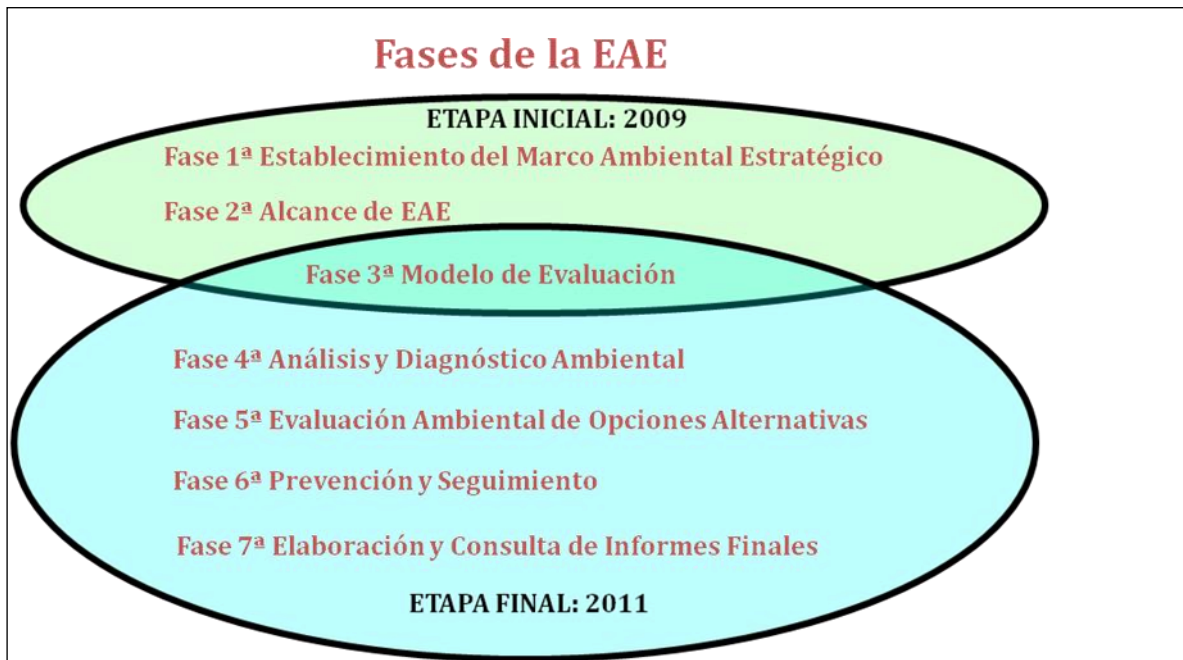 Fases de la EAE
ETAPA INICIAL: 2009
Fase 1ª Establecimiento del Marco Ambiental Estratégico
Fase 2ª Alcance de EAE
Fase 3ª Modelo de Evaluación
Fase 4ª Análisis y Diagnóstico Ambiental
Fase 5ª Evaluación Ambiental de Opciones Alternativas
Fase 6ª Prevención y Seguimiento
Fase 7ª Elaboración y Consulta de Informes Finales
ETAPA FINAL: 2011